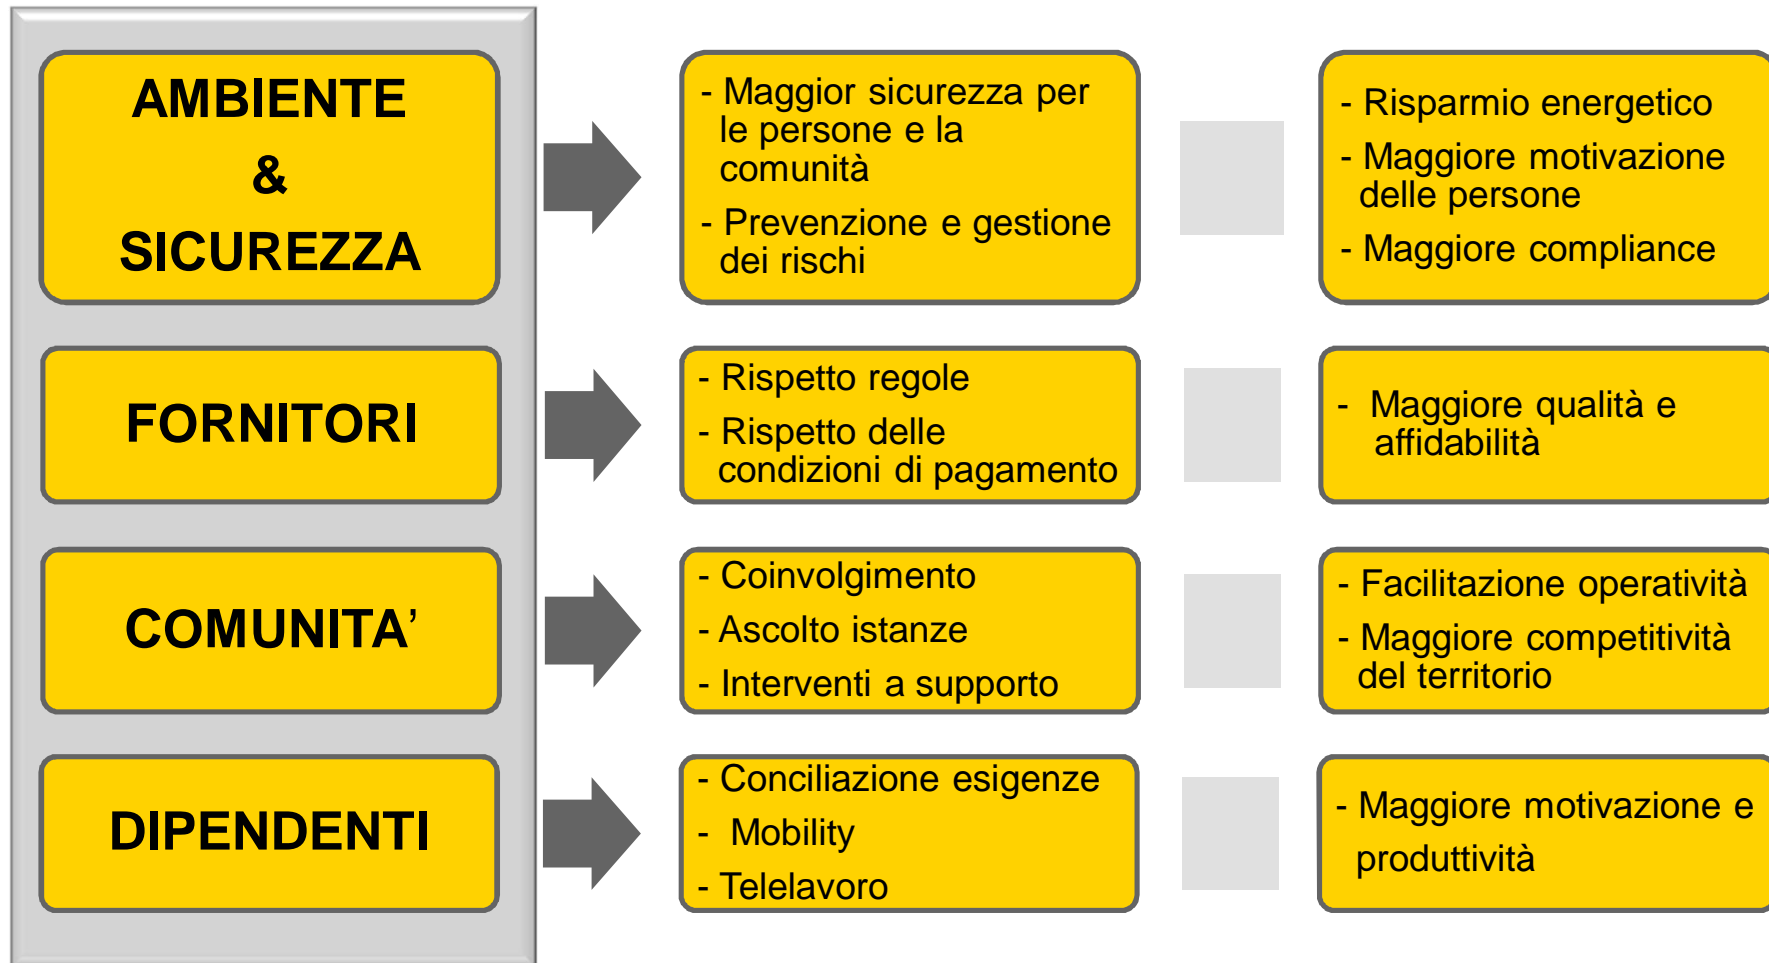 AMBIENTE
&
SICUREZZA
- Maggior sicurezza per
le persone e la
comunità
- Prevenzione e gestione
dei rischi
- Risparmio energetico
- Maggiore motivazione
delle persone
- Maggiore compliance
FORNITORI
- Rispetto regole
- Rispetto delle
condizioni di pagamento
- Maggiore qualità e
affidabilità
COMUNITA’
- Coinvolgimento
- Ascolto istanze
- Interventi a supporto
- Facilitazione operatività
- Maggiore competitività
del territorio
DIPENDENTI
- Conciliazione esigenze
- Mobility
- Telelavoro
- Maggiore motivazione e
produttività